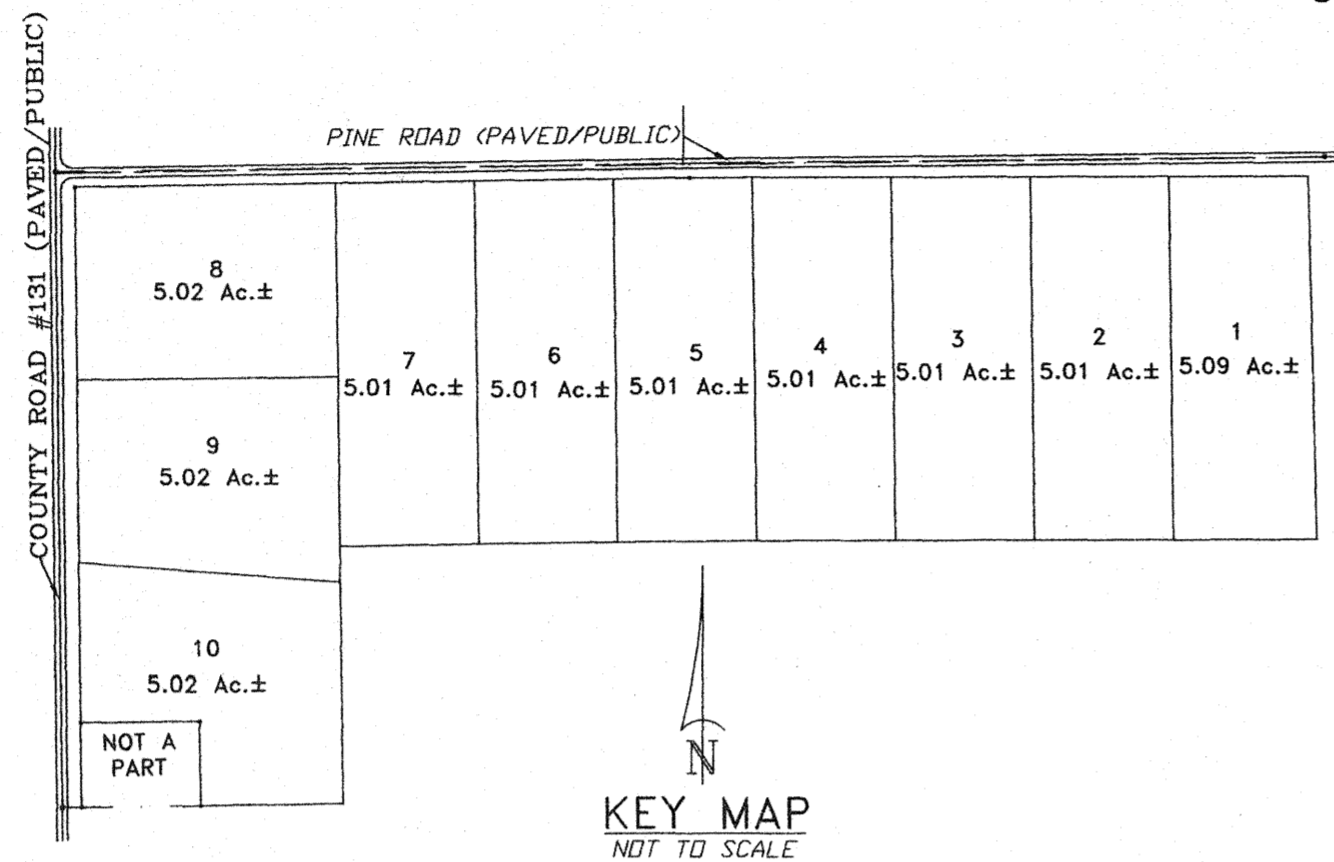 COUNTY ROAD #131 (PAVED/PUBLIC)
PINE ROAD (PAVED/PUBLIC)
8
5.02 Ac.±
9
5.02 Ac.±
10
5.02 Ac.±
NOT A
PART
7
5.01 Ac.±
6
5.01 Ac.±
5
5.01 Ac.±
4
5.01 Ac.±
3
5.01 Ac.±
2
5.01 Ac.±
1
5.09 Ac.±
N
KEY MAP
NOT TO SCALE